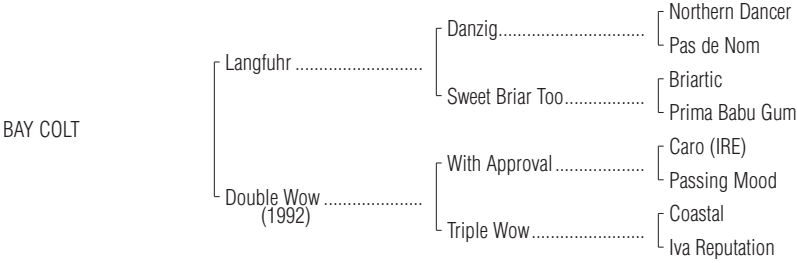 Northern Dancer
Danzig..............................
Pas de Nom
Langfuhr ..........................
Briartic
Sweet Briar Too.................
Prima Babu Gum
BAY COLT
Caro (IRE)
With Approval...................
Passing Mood
Double Wow .....................
(1992)
Coastal
Triple Wow........................
Iva Reputation